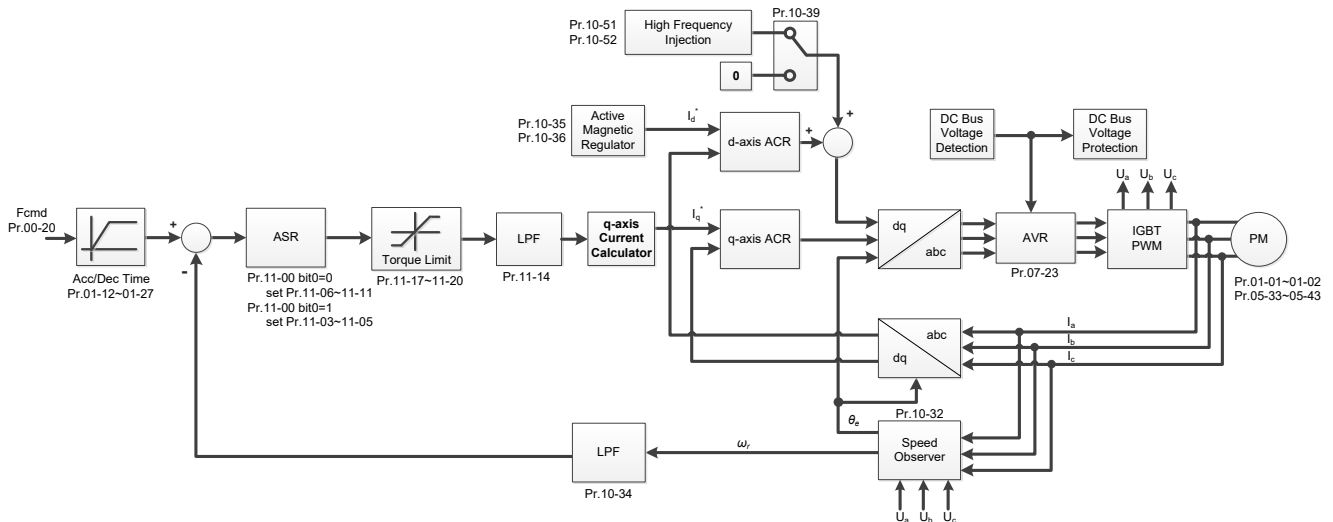 Pr.10-39
Pr.10-51
Pr.10-52
High Frequency
Injection
0
+
Pr.10-35
Pr.10-36
Active
Magnetic
Regulator
I_d^*
d-axis ACR
+
DC Bus
Voltage
Detection
DC Bus
Voltage
Protection
U_a U_b U_c
Fcmd
Pr.00-20
Acc/Dec Time
Pr.01-12~01-27
+
-
ASR
Pr.11-00 bit0=0
set Pr.11-06~11-11
Pr.11-00 bit0=1
set Pr.11-03~11-05
Torque Limit
Pr.11-17~11-20
LPF
Pr.11-14
q-axis
Current
Calculator
I_q^*
q-axis ACR
dq
abc
AVR
Pr.07-23
IGBT
PWM
PM
Pr.01-01~01-02
Pr.05-33~05-43
I_a
I_b
I_c
abc
dq
Pr.10-32
θ_e
Speed
Observer
ω_r
LPF
Pr.10-34
U_a U_b U_c